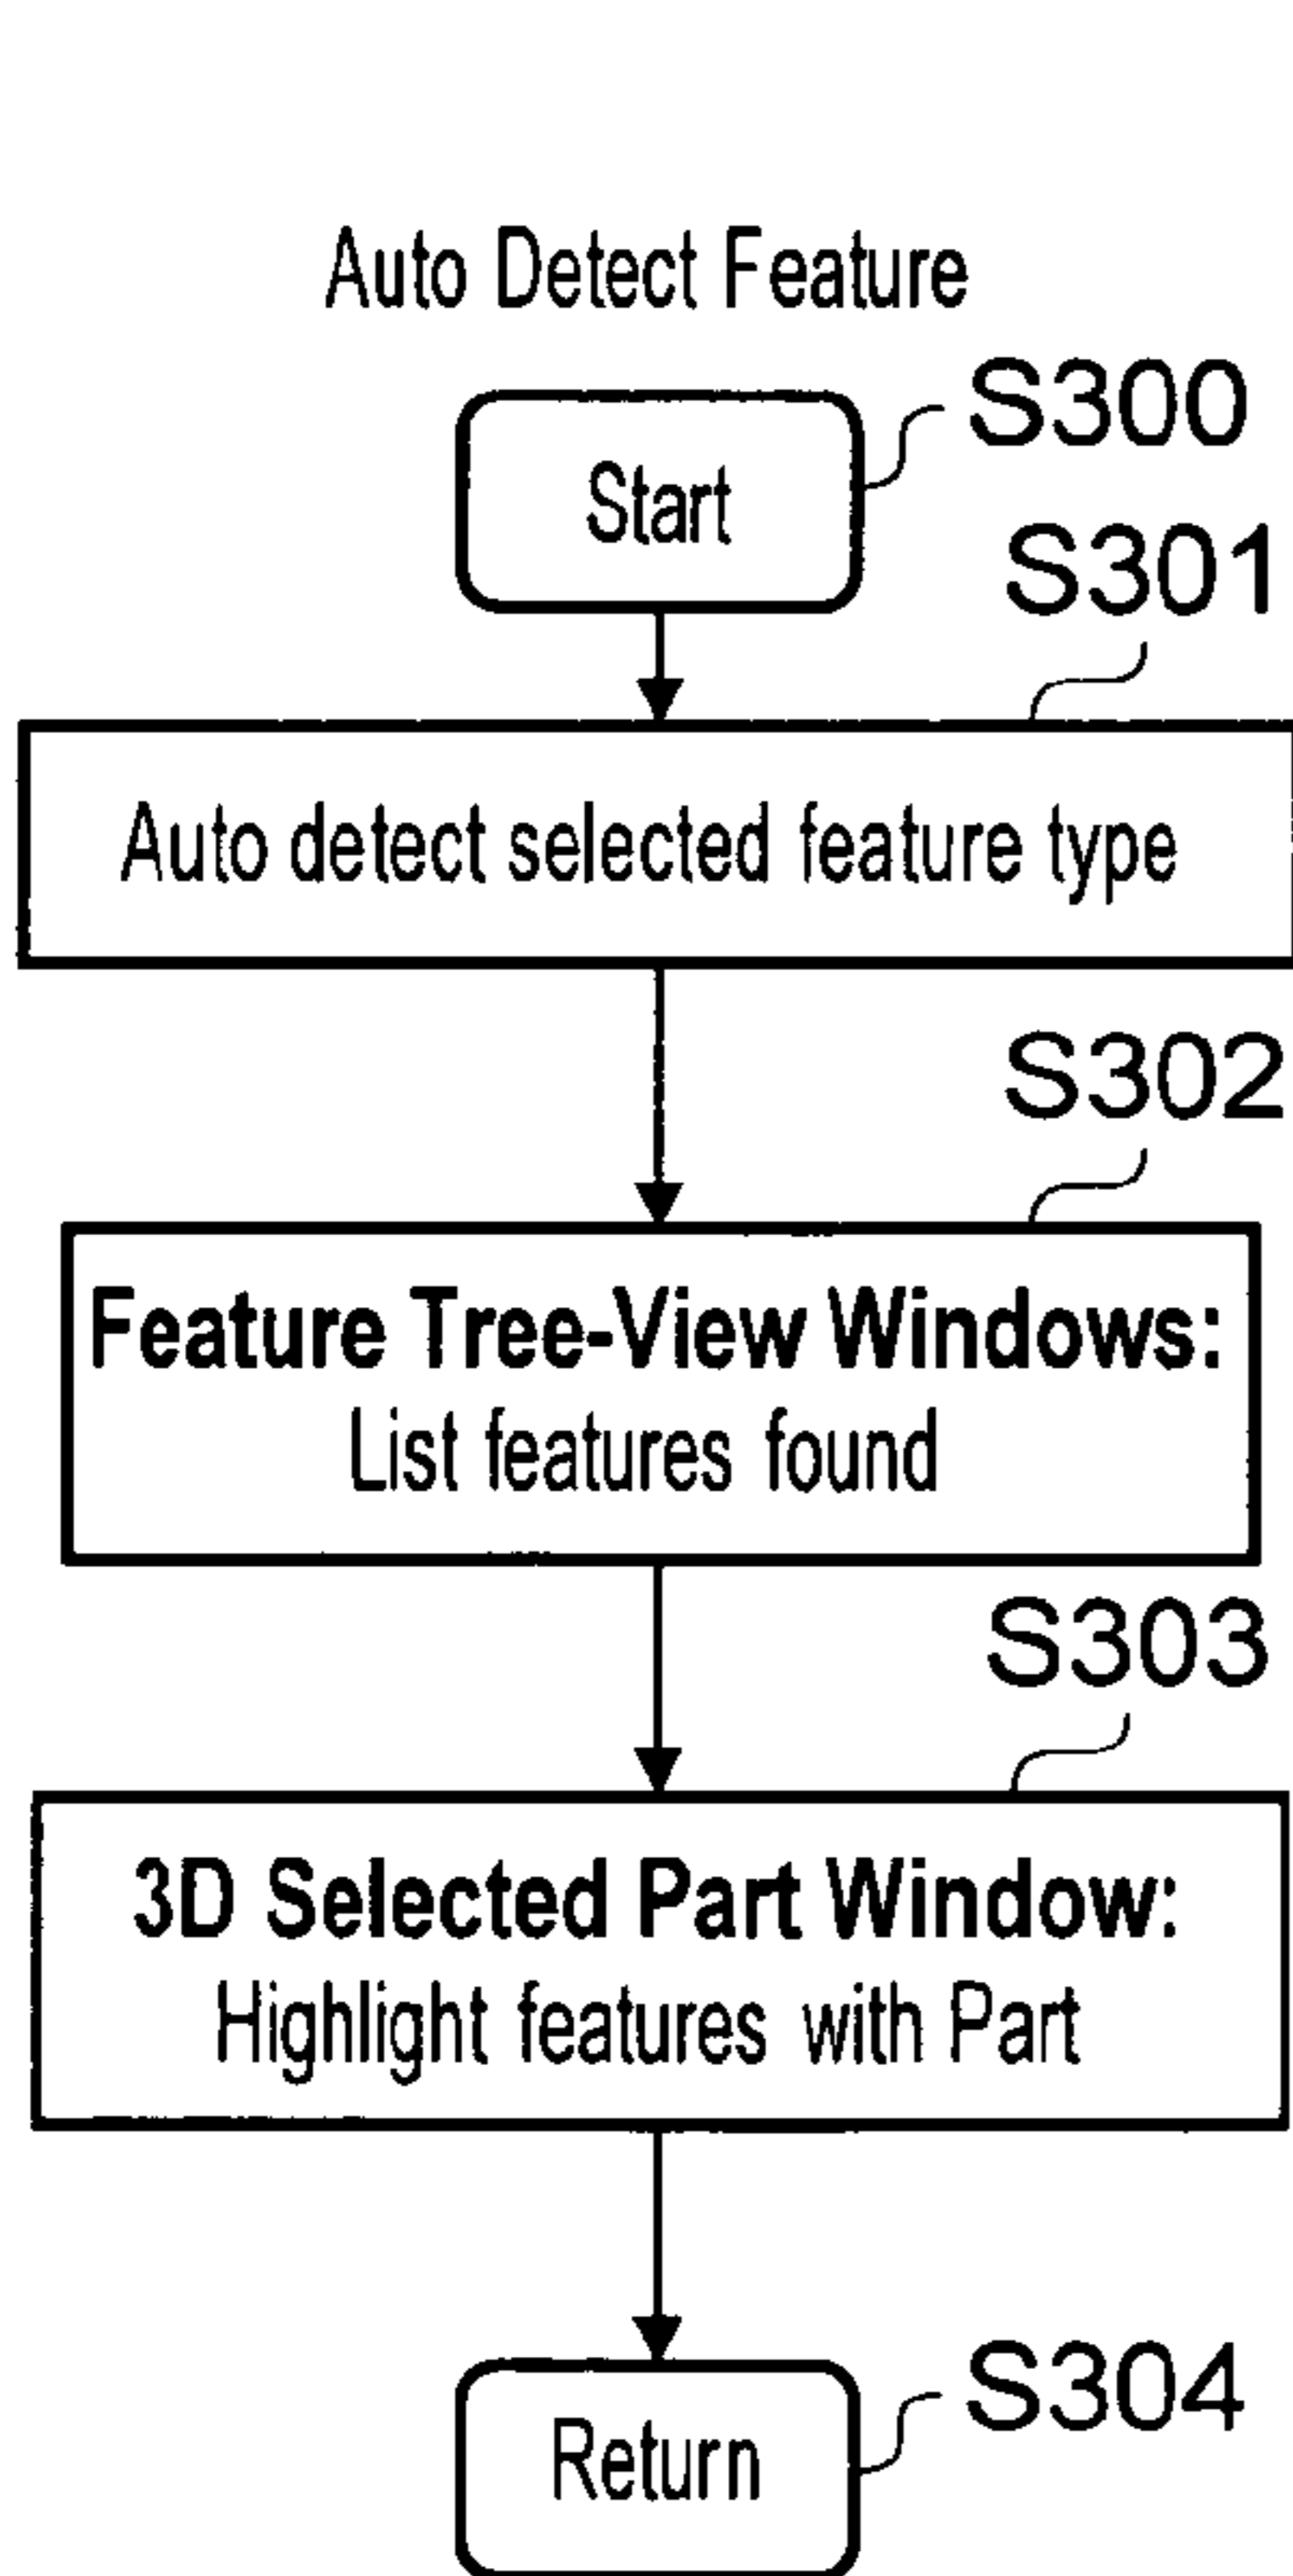 Auto Detect Feature
S300
Start
S301
Auto detect selected feature type
S302
Feature Tree-View Windows:
List features found
S303
3D Selected Part Window:
Highlight features with Part
S304
Return